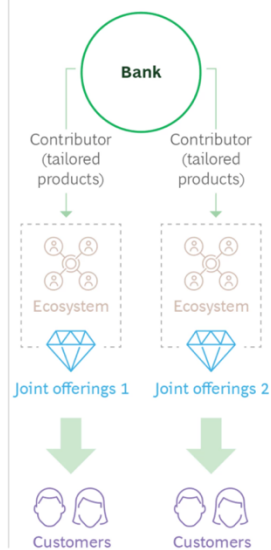 Bank
Contributor
(tailored
products)
Contributor
(tailored
products)
Ecosystem
Ecosystem
Joint offerings 1
Joint offerings 2
Customers
Customers